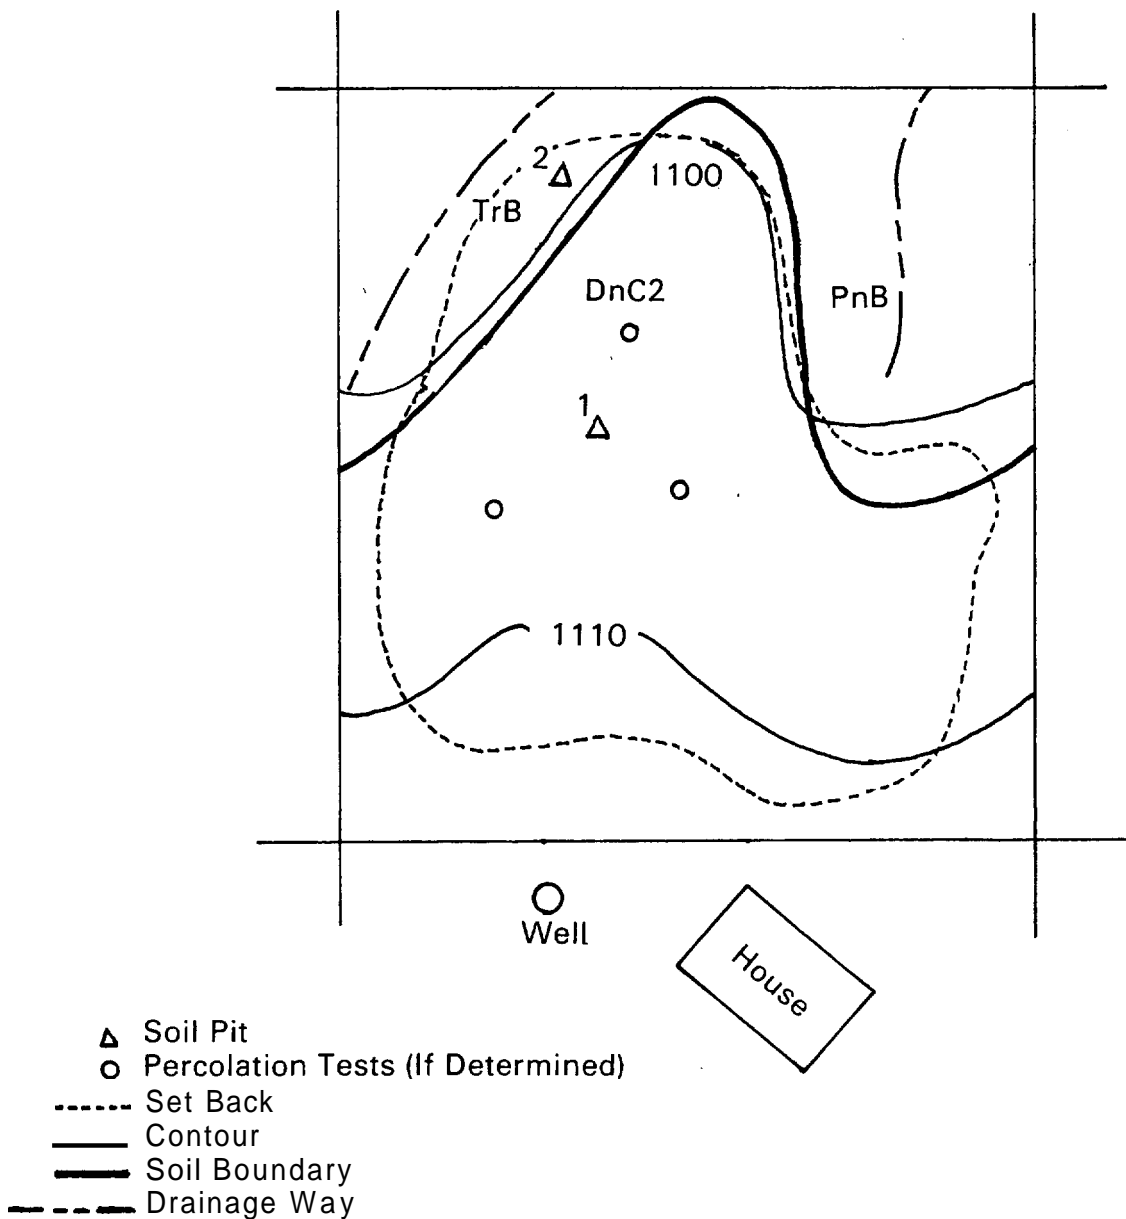 2
1100
TrB
DnC2
PnB
1
1110
Well
House
Soil Pit
Percolation Tests (If Determined)
Set Back
Contour
Soil Boundary
Drainage Way